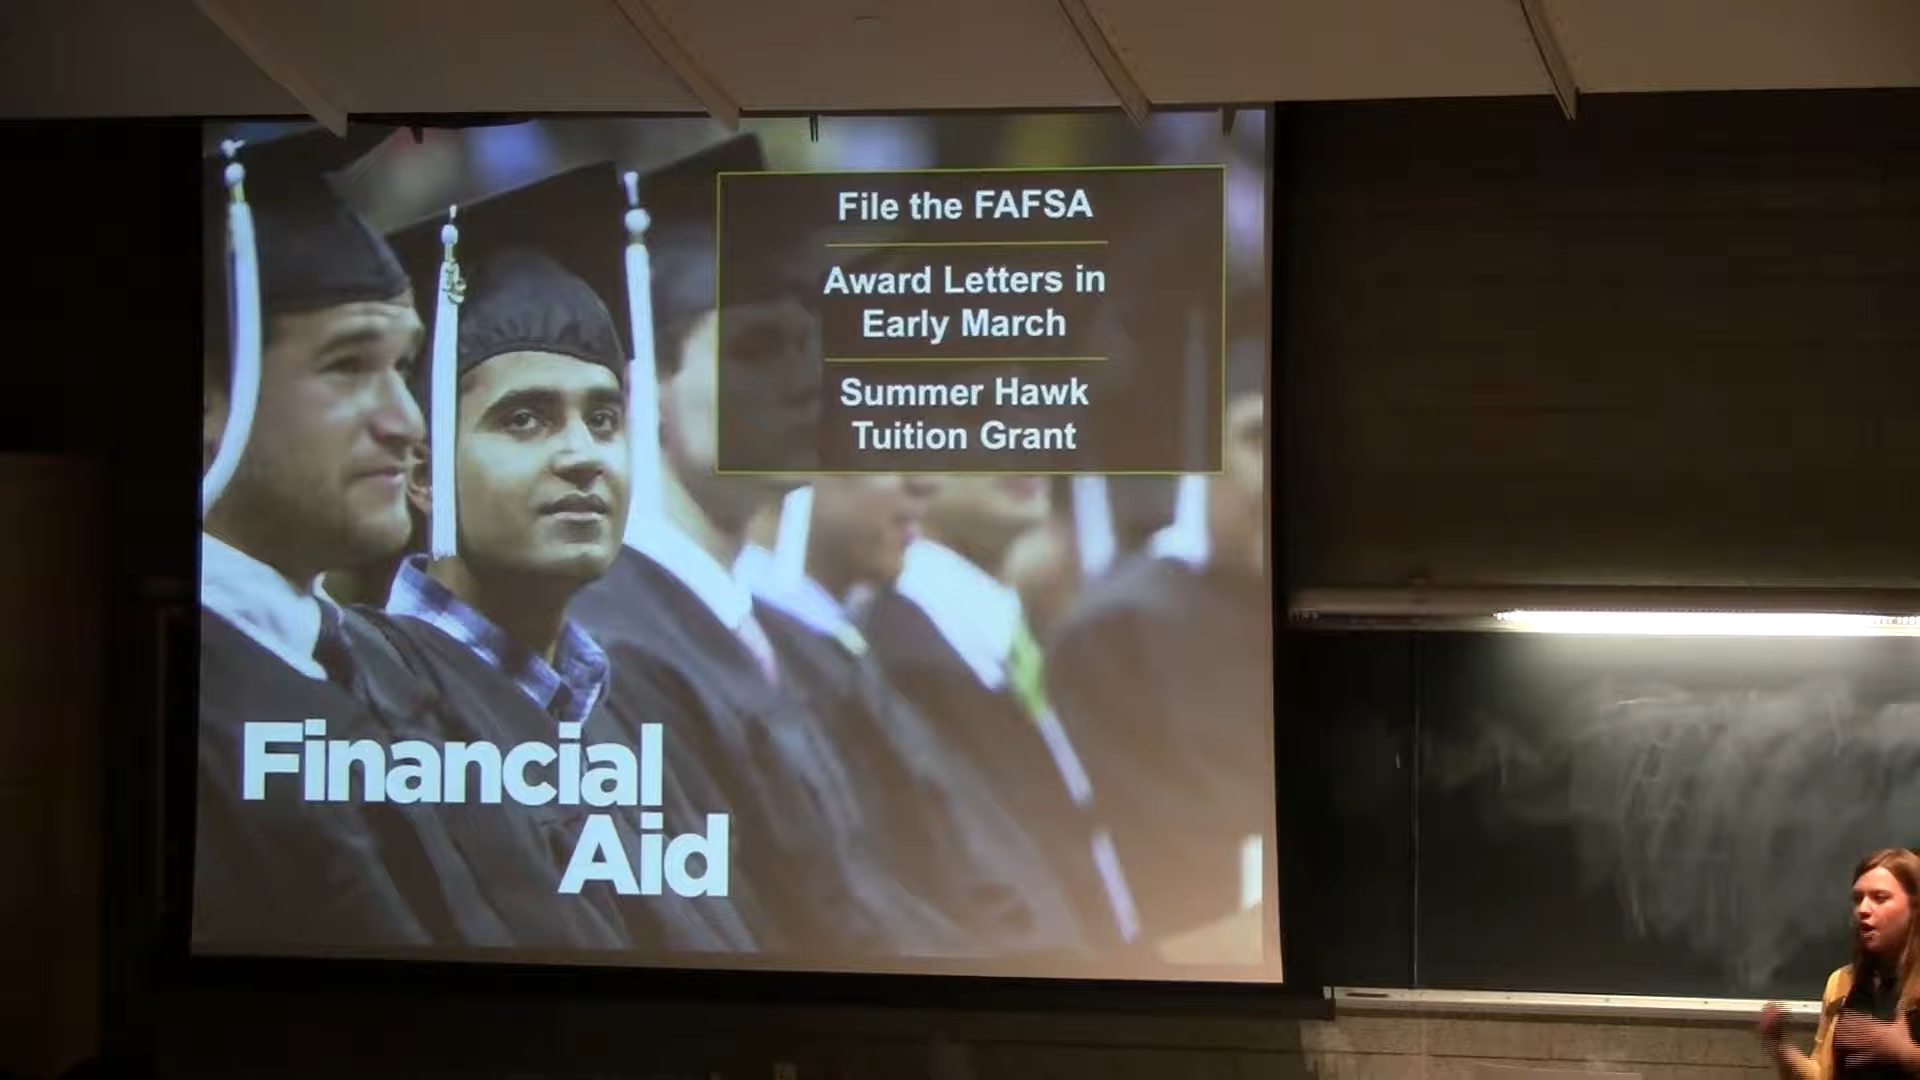 File the FAFSA
Award Letters in
Early March
Summer Hawk
Tuition Grant
Financial
Aid